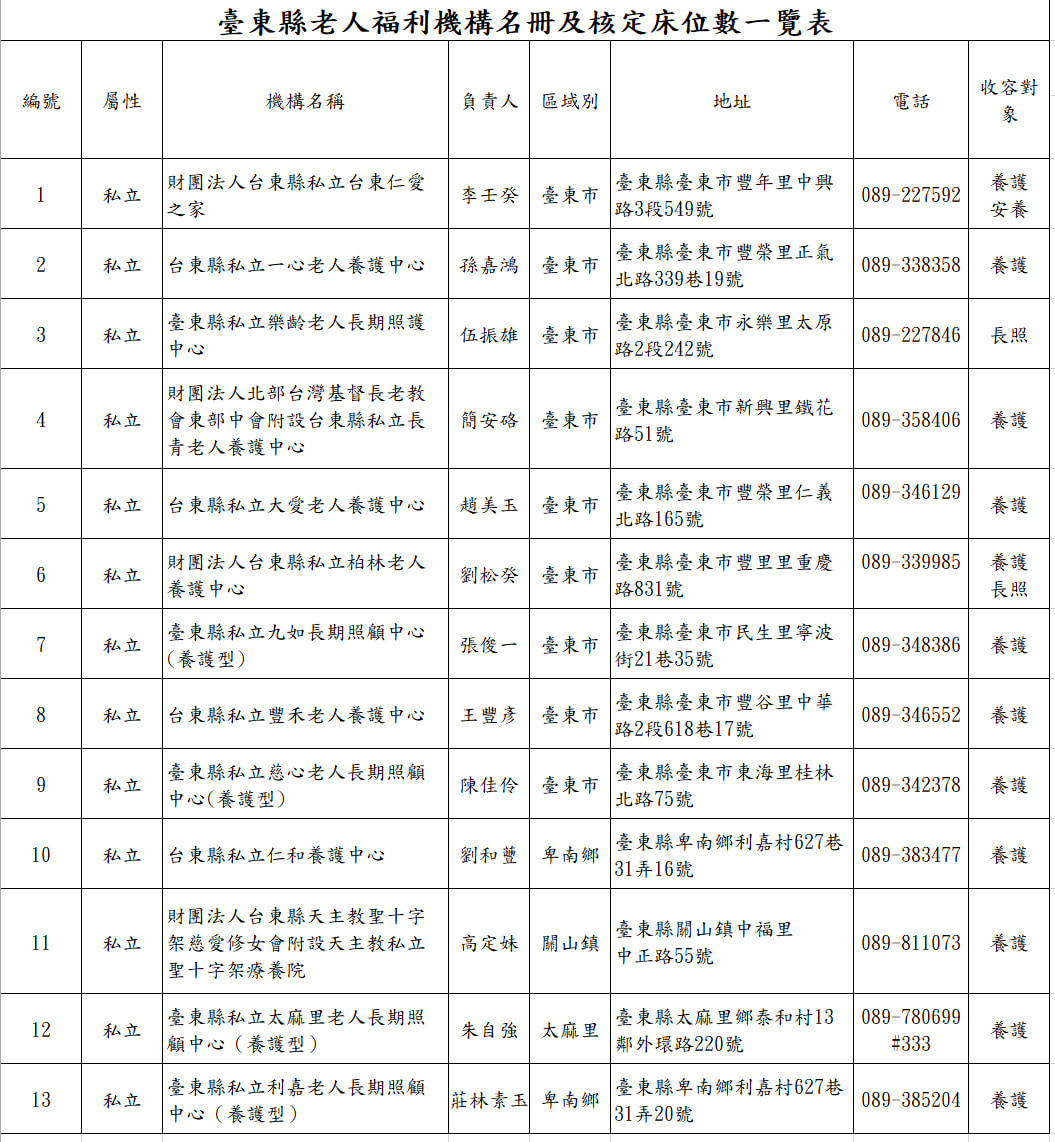 臺東縣老人福利機構名冊及核定床位數一覽表
編號 屬性 機構名稱 負責人 區域別 地址 電話 收容對
象
1 私立 財團法人台東縣私立台東仁愛
之家 李壬癸 臺東市 臺東縣臺東市豐年里中興
路3段549號 089-227592 養護
安養
2 私立 台東縣私立一心老人養護中心 孫嘉鴻 臺東市 臺東縣臺東市豐榮里正氣
北路339巷19號 089-338358 養護
3 私立 臺東縣私立樂齡老人長期照護
中心 伍振雄 臺東市 臺東縣臺東市永樂里太原
路2段242號 089-227846 長照
4 私立 財團法人北部台灣基督長老教
會東部中會附設台東縣私立長
青老人養護中心 簡安硌 臺東市 臺東縣臺東市新興里鐵花
路51號 089-358406 養護
5 私立 台東縣私立大愛老人養護中心 趙美玉 臺東市 臺東縣臺東市豐榮里仁義
北路165號 089-346129 養護
6 私立 財團法人台東縣私立柏林老人
養護中心 劉松癸 臺東市 臺東縣臺東市豐里里重慶
路831號 089-339985 養護
長照
7 私立 臺東縣私立九如長期照顧中心
(養護型) 張俊一 臺東市 臺東縣臺東市民生里寧波
街21巷35號 089-348386 養護
8 私立 台東縣私立豐禾老人養護中心 王豐彥 臺東市 臺東縣臺東市豐谷里中華
路2段618巷17號 089-346552 養護
9 私立 臺東縣私立慈心老人長期照顧
中心(養護型) 陳佳伶 臺東市 臺東縣臺東市東海里桂林
北路75號 089-342378 養護
10 私立 台東縣私立仁和養護中心 劉和 卑南鄉 臺東縣卑南鄉利嘉村627巷
31弄16號 089-383477 養護
11 私立 財團法人台東縣天主教聖十字
架慈愛修女會附設天主教私立
聖十字架療養院 高定妹 關山鎮 臺東縣關山鎮中福里
中正路55號 089-811073 養護
12 私立 臺東縣私立太麻里老人長期照
顧中心（養護型） 朱自強 太麻里 臺東縣太麻里鄉泰和村13
鄰外環路220號 089-780699
#333 養護
13 私立 臺東縣私立利嘉老人長期照顧
中心（養護型） 莊林素玉 卑南鄉 臺東縣卑南鄉利嘉村627巷
31弄20號 089-385204 養護